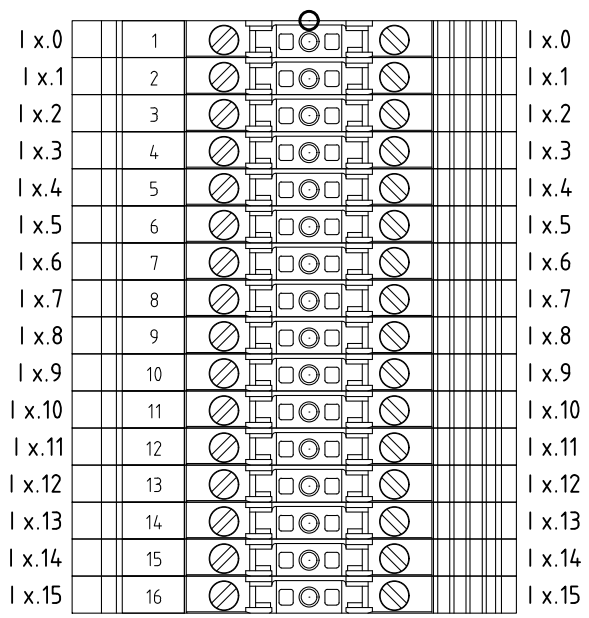 I x.0 1 I x.0
I x.1 2 I x.1
I x.2 3 I x.2
I x.3 4 I x.3
I x.4 5 I x.4
I x.5 6 I x.5
I x.6 7 I x.6
I x.7 8 I x.7
I x.8 9 I x.8
I x.9 10 I x.9
I x.10 11 I x.10
I x.11 12 I x.11
I x.12 13 I x.12
I x.13 14 I x.13
I x.14 15 I x.14
I x.15 16 I x.15